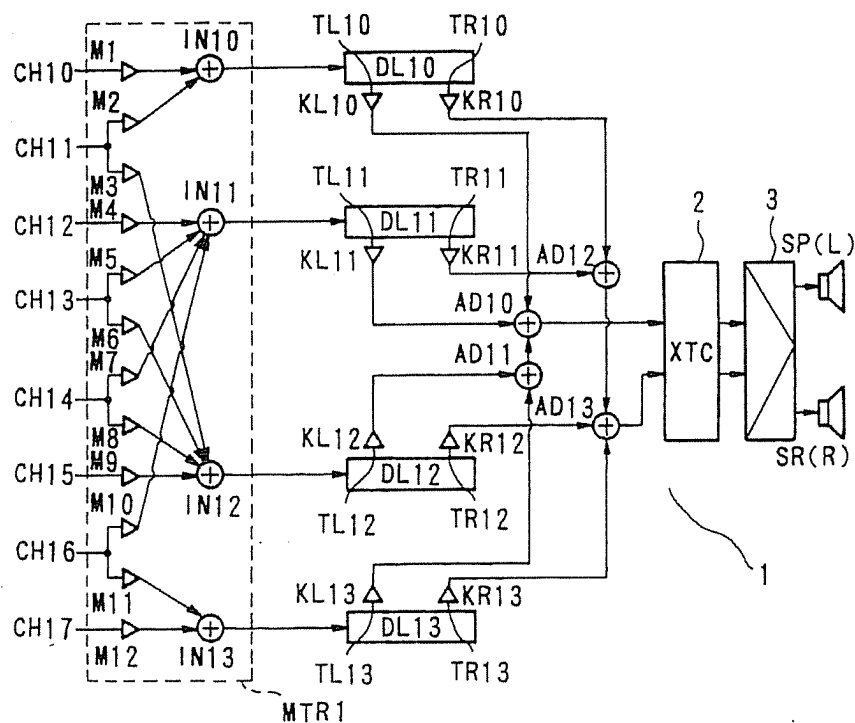 TL10 TR10
M1 IN10
CH10 DL10
M2 KL10 KR10
CH11
TL11 TR11
M3 IN11
M4 2 3
CH12 DL11 SP(L)
M5 KL11 KR11 AD12
CH13 AD10
M6 XTC
M7 AD11
CH14 AD13
M8 KL12 KR12
M9 SR(R)
CH15 DL12
M10 IN12
TL12 TR12
CH16 1
M11 KL13 KR13
CH17 DL13
M12 IN13
TL13 TR13
MTR1